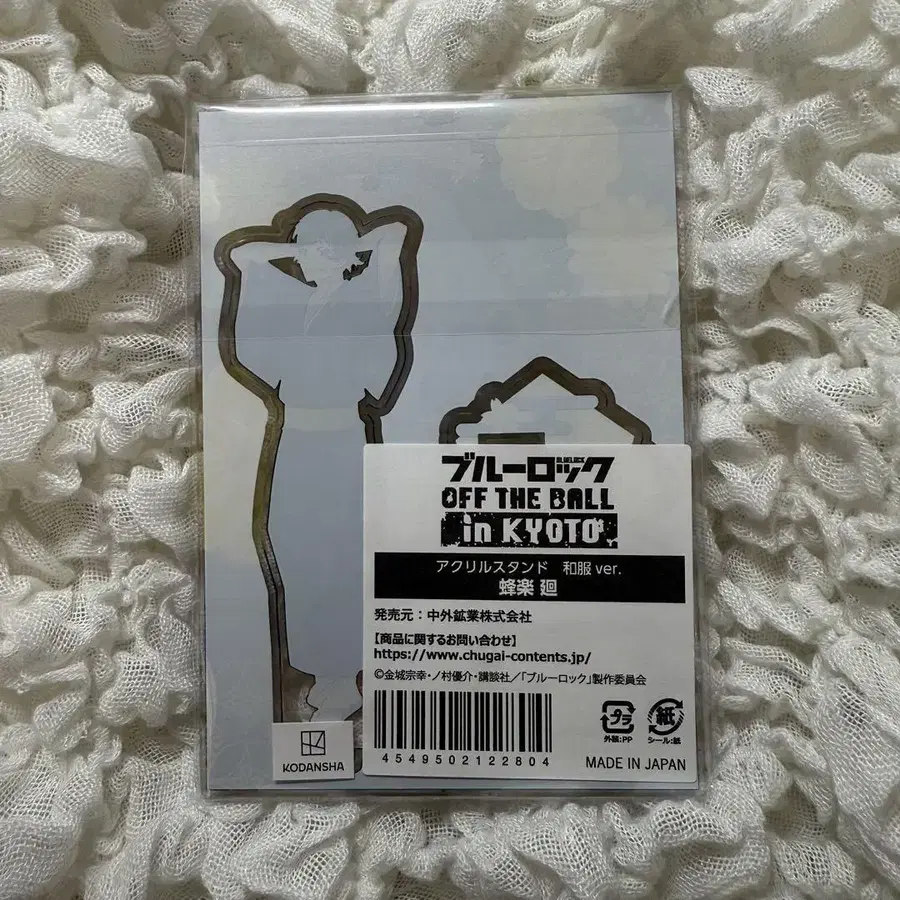 BLUELOCK
ブルーロック
OFF THE BALL
in KYOTO
アクリルスタンド 和服 ver.
蜂楽 廻
発売元：中外鉱業株式会社
【商品に関するお問い合わせ】
https://www.chugai-contents.jp/
©金城宗幸・ノ村優介・講談社／「ブルーロック」製作委員会
プラ
外装:PP
紙
シール:紙
4549502122804
MADE IN JAPAN
KODANSHA